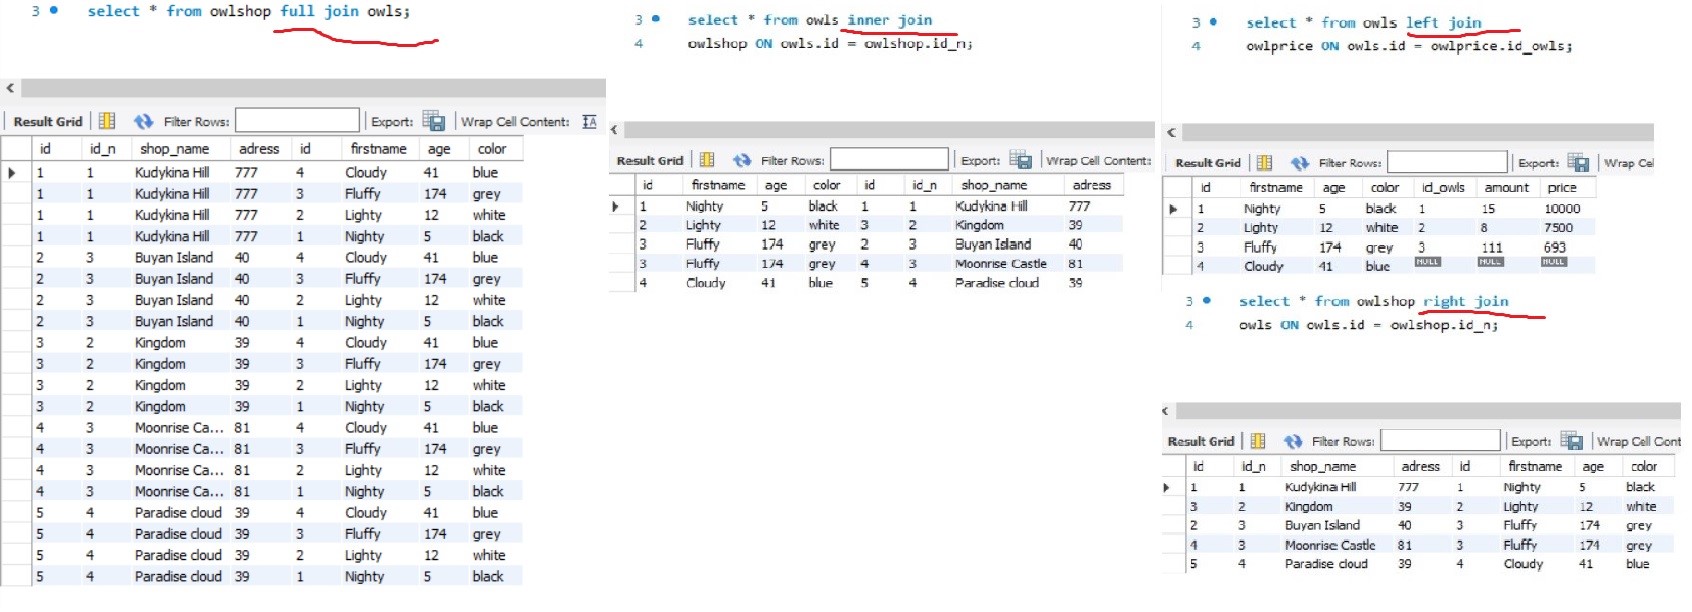 3 select * from owlshop full join owls;
Result Grid Filter Rows: Export: Wrap Cell Content: IA
id id_n shop_name adress id firstname age color
1 1 Kudykina Hill 777 4 Cloudy 41 blue
1 1 Kudykina Hill 777 3 Fluffy 174 grey
1 1 Kudykina Hill 777 2 Lighty 12 white
1 1 Kudykina Hill 777 1 Nighty 5 black
2 3 Buyan Island 40 4 Cloudy 41 blue
2 3 Buyan Island 40 3 Fluffy 174 grey
2 3 Buyan Island 40 2 Lighty 12 white
2 3 Buyan Island 40 1 Nighty 5 black
3 2 Kingdom 39 4 Cloudy 41 blue
3 2 Kingdom 39 3 Fluffy 174 grey
3 2 Kingdom 39 2 Lighty 12 white
3 2 Kingdom 39 1 Nighty 5 black
4 3 Moonrise Ca... 81 4 Cloudy 41 blue
4 3 Moonrise Ca... 81 3 Fluffy 174 grey
4 3 Moonrise Ca... 81 2 Lighty 12 white
4 3 Moonrise Ca... 81 1 Nighty 5 black
5 4 Paradise cloud 39 4 Cloudy 41 blue
5 4 Paradise cloud 39 3 Fluffy 174 grey
5 4 Paradise cloud 39 2 Lighty 12 white
5 4 Paradise cloud 39 1 Nighty 5 black
3 select * from owls inner join
4 owlshop ON owls.id = owlshop.id_n;
Result Grid Filter Rows: Export: Wrap Cell Content:
id firstname age color id id_n shop_name adress
1 Nighty 5 black 1 1 Kudykina Hill 777
2 Lighty 12 white 3 2 Kingdom 39
3 Fluffy 174 grey 2 3 Buyan Island 40
3 Fluffy 174 grey 4 3 Moonrise Castle 81
4 Cloudy 41 blue 5 4 Paradise cloud 39
3 select * from owls left join
4 owlprice ON owls.id = owlprice.id_owls;
Result Grid Filter Rows: Export: Wrap Cel
id firstname age color id_owls amount price
1 Nighty 5 black 1 15 10000
2 Lighty 12 white 2 8 7500
3 Fluffy 174 grey 3 111 693
4 Cloudy 41 blue NULL NULL NULL
3 select * from owlshop right join
4 owls ON owls.id = owlshop.id_n;
Result Grid Filter Rows: Export: Wrap Cell Cont
id id_n shop_name adress id firstname age color
1 1 Kudykina Hill 777 1 Nighty 5 black
3 2 Kingdom 39 2 Lighty 12 white
2 3 Buyan Island 40 3 Fluffy 174 grey
4 3 Moonrise Castle 81 3 Fluffy 174 grey
5 4 Paradise cloud 39 4 Cloudy 41 blue